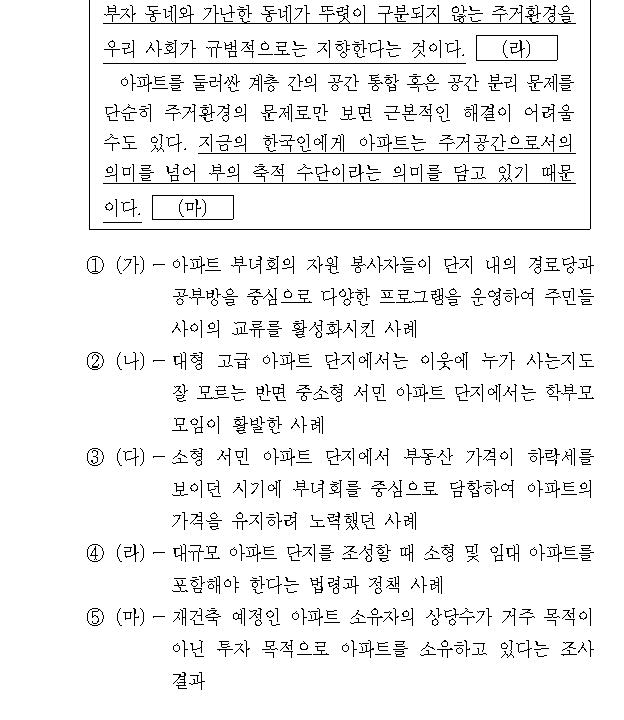 부자 동네와 가난한 동네가 뚜렷이 구분되지 않는 주거환경을
우리 사회가 규범적으로는 지향한다는 것이다. (라)
아파트를 둘러싼 계층 간의 공간 통합 혹은 공간 분리 문제를
단순히 주거환경의 문제로만 보면 근본적인 해결이 어려울
수도 있다. 지금의 한국인에게 아파트는 주거공간으로서의
의미를 넘어 부의 축적 수단이라는 의미를 담고 있기 때문
이다. (마)
① (가) － 아파트 부녀회의 자원 봉사자들이 단지 내의 경로당과
공부방을 중심으로 다양한 프로그램을 운영하여 주민들
사이의 교류를 활성화시킨 사례
② (나) － 대형 고급 아파트 단지에서는 이웃에 누가 사는지도
잘 모르는 반면 중소형 서민 아파트 단지에서는 학부모
모임이 활발한 사례
③ (다) － 소형 서민 아파트 단지에서 부동산 가격이 하락세를
보이던 시기에 부녀회를 중심으로 담합하여 아파트의
가격을 유지하려 노력했던 사례
④ (라) － 대규모 아파트 단지를 조성할 때 소형 및 임대 아파트를
포함해야 한다는 법령과 정책 사례
⑤ (마) － 재건축 예정인 아파트 소유자의 상당수가 거주 목적이
아닌 투자 목적으로 아파트를 소유하고 있다는 조사
결과